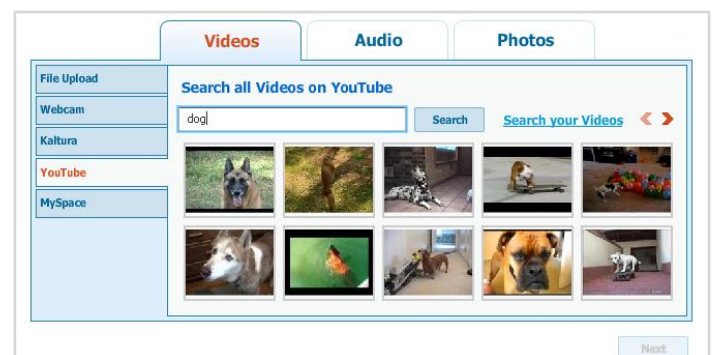 Videos Audio Photos
File Upload
Webcam
Kaltura
YouTube
MySpace
Search all Videos on YouTube
dog
Search
Search your Videos
Next